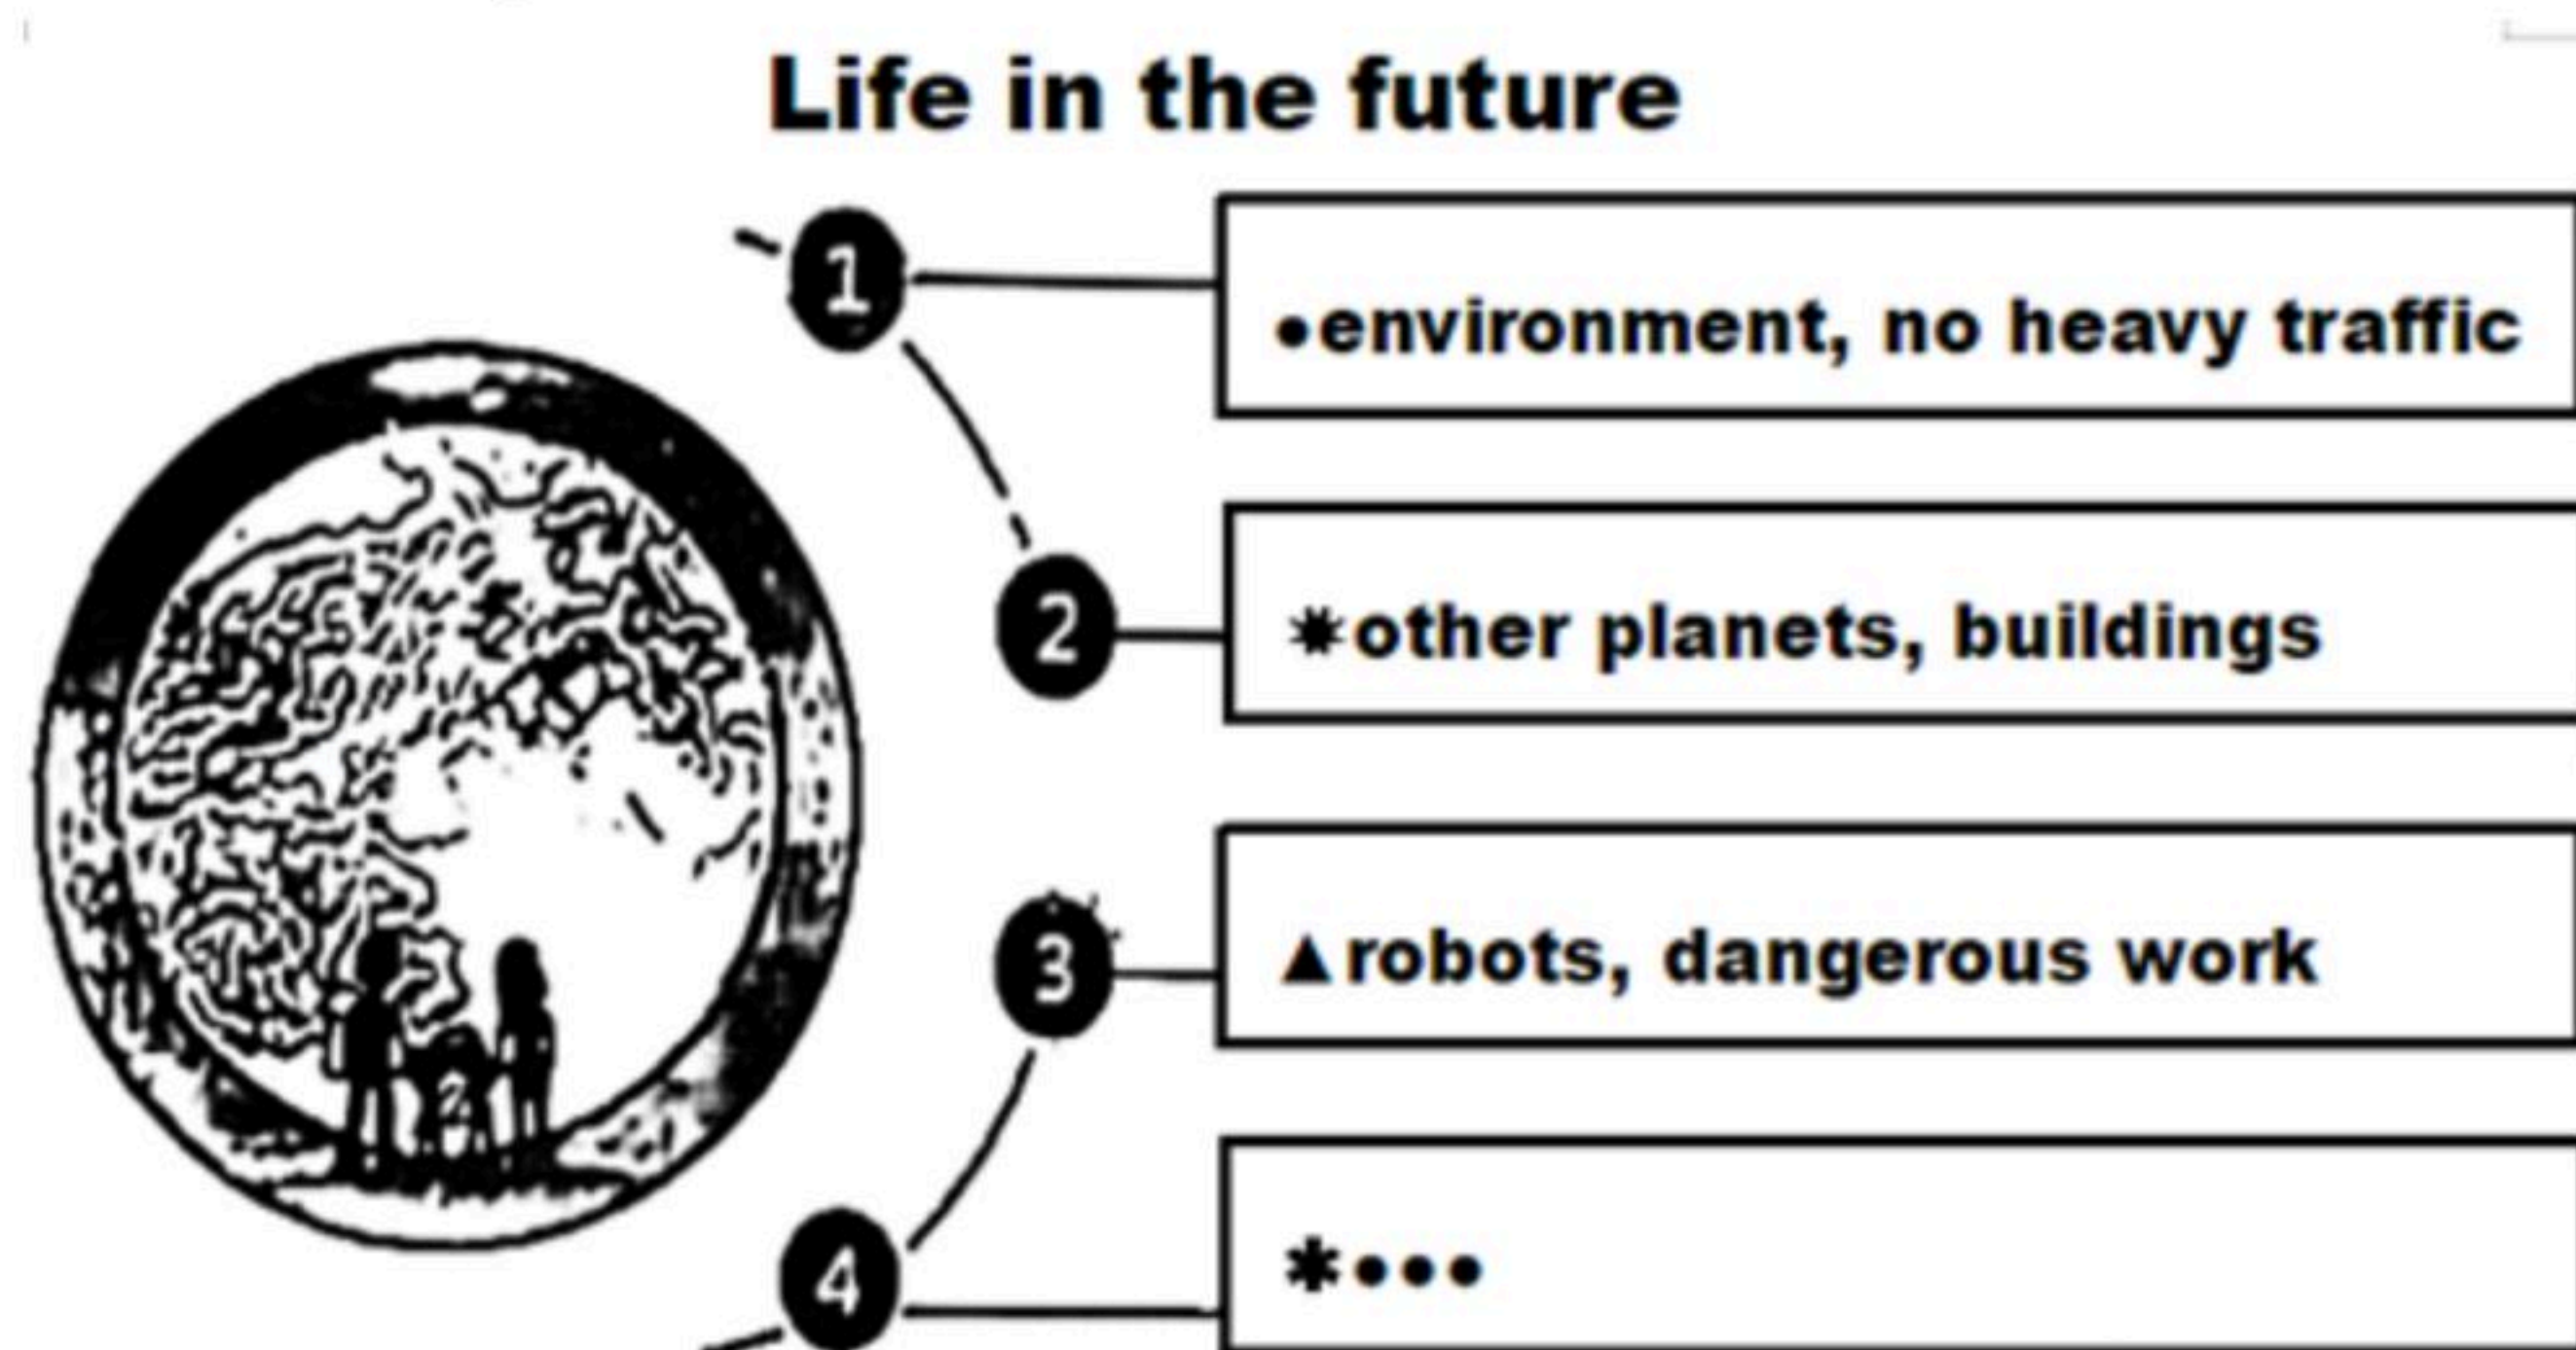 Life in the future
1
●environment, no heavy traffic
2
✷other planets, buildings
3
▲robots, dangerous work
4
✱●●●